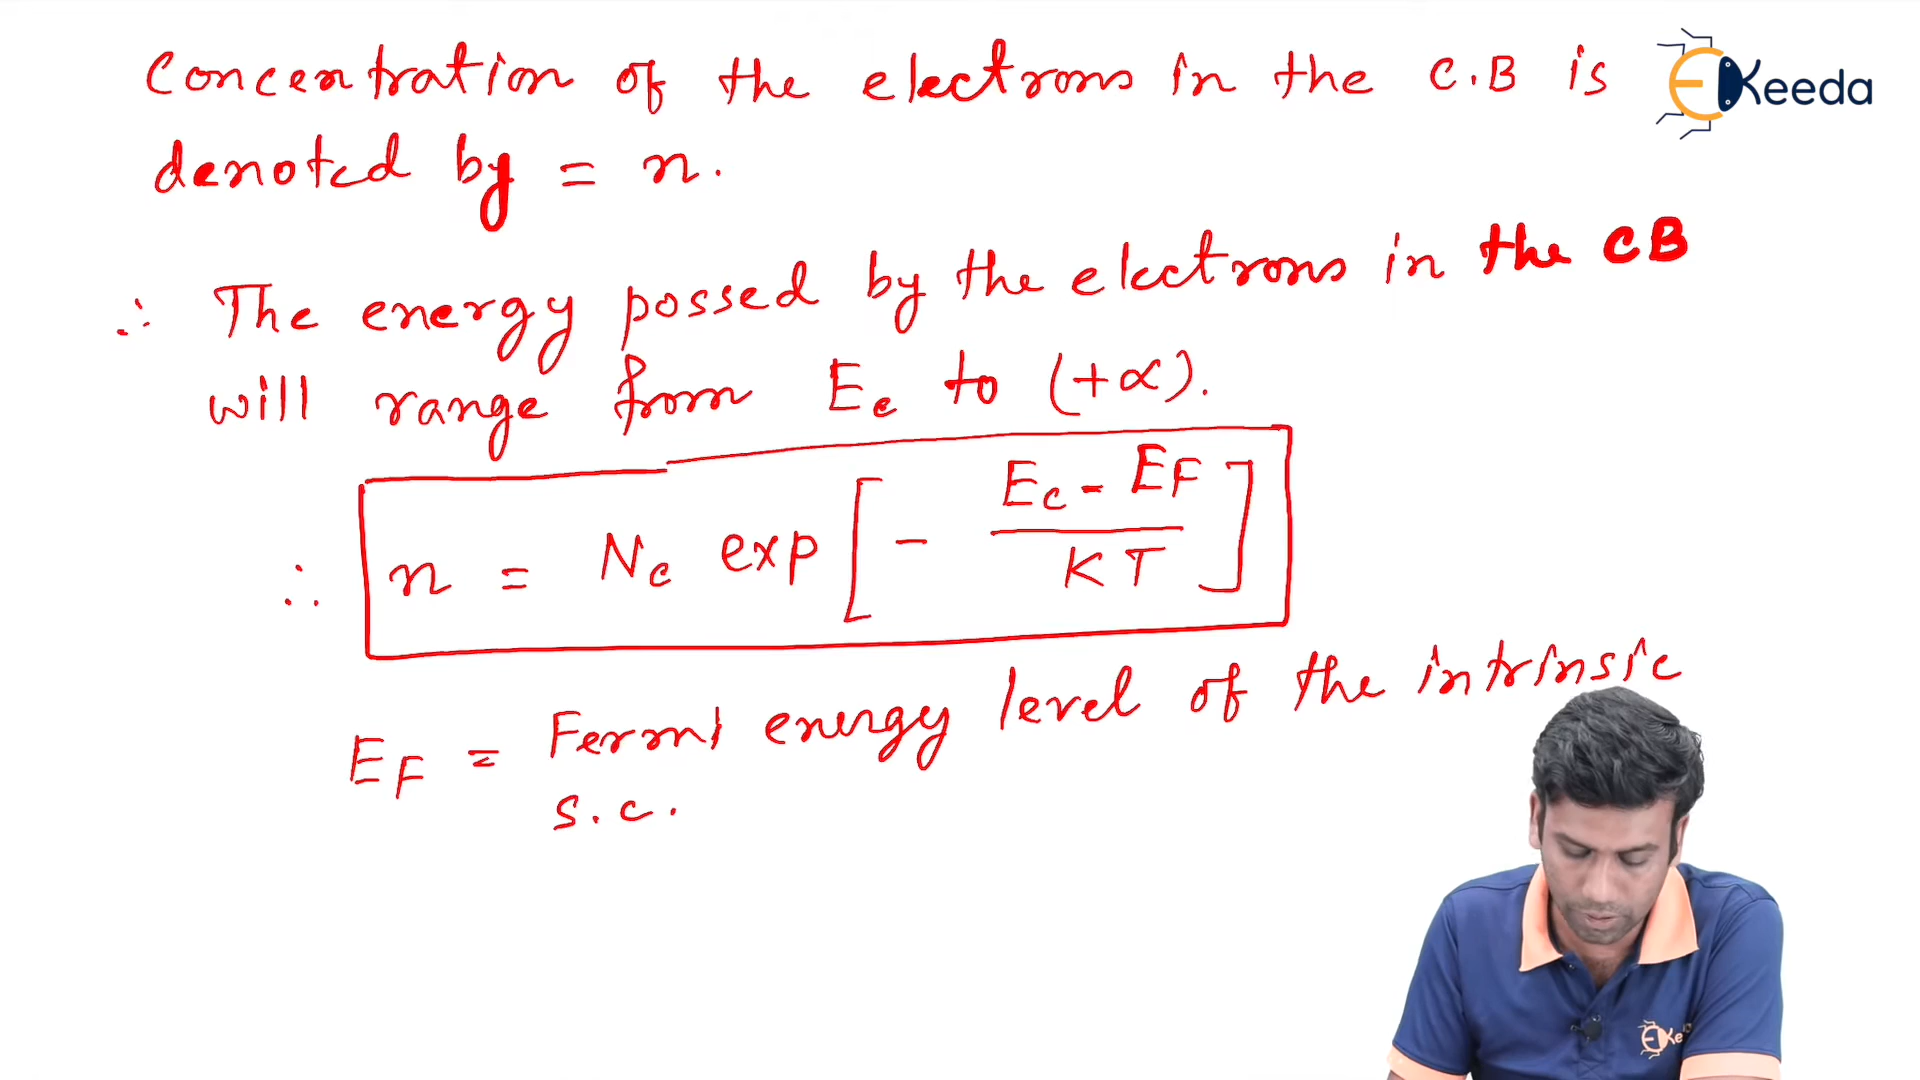 Concentration of the electrons in the C.B is
EKeeda
denoted by = n.
∴ The energy possed by the electrons in the CB
will range from Ec to (+α).
∴ n = Nc exp [ - Ec - EF / KT ]
EF = Fermi energy level of the intrinsic
s.c.
EKe